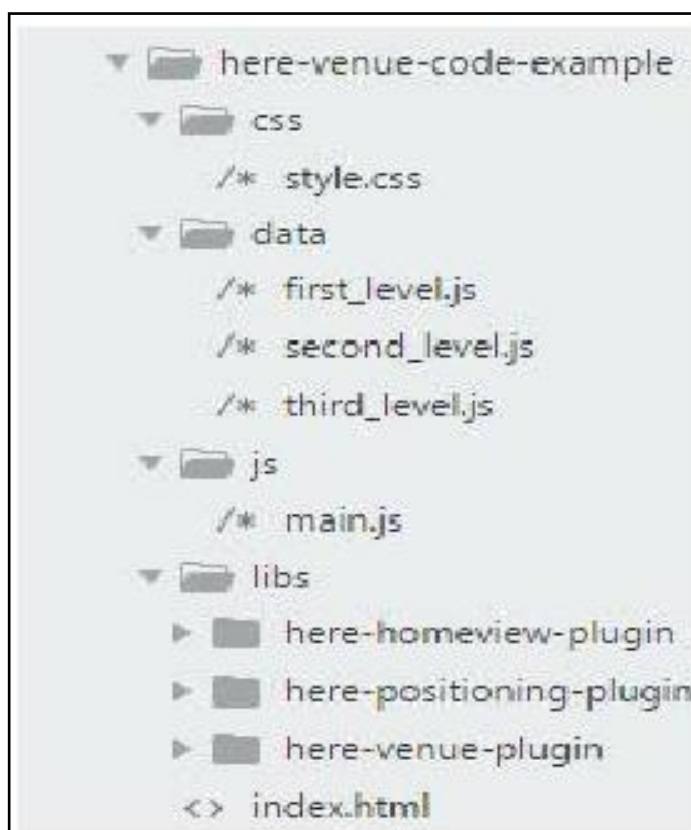 here-venue-code-example
css
/* style.css
data
/* first_level.js
/* second_level.js
/* third_level.js
js
/* main.js
libs
here-homeview-plugin
here-positioning-plugin
here-venue-plugin
<> index.html